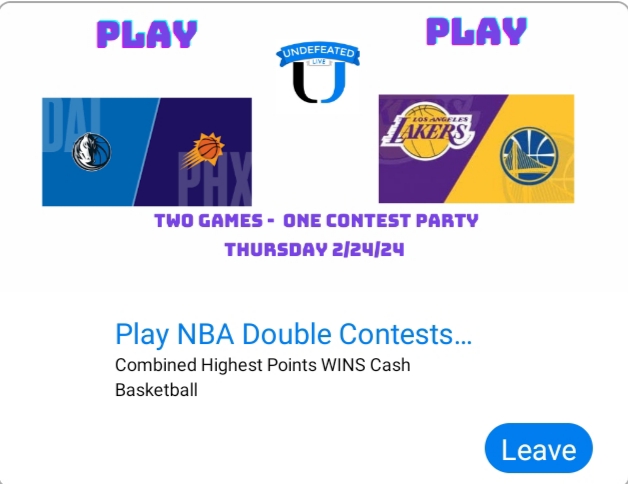 PLAY
PLAY
UNDEFEATED
LIVE
U
DAL
PHX
LOS ANGELES
LAKERS
TWO GAMES - ONE CONTEST PARTY
THURSDAY 2/24/24
Play NBA Double Contests...
Combined Highest Points WINS Cash
Basketball
Leave